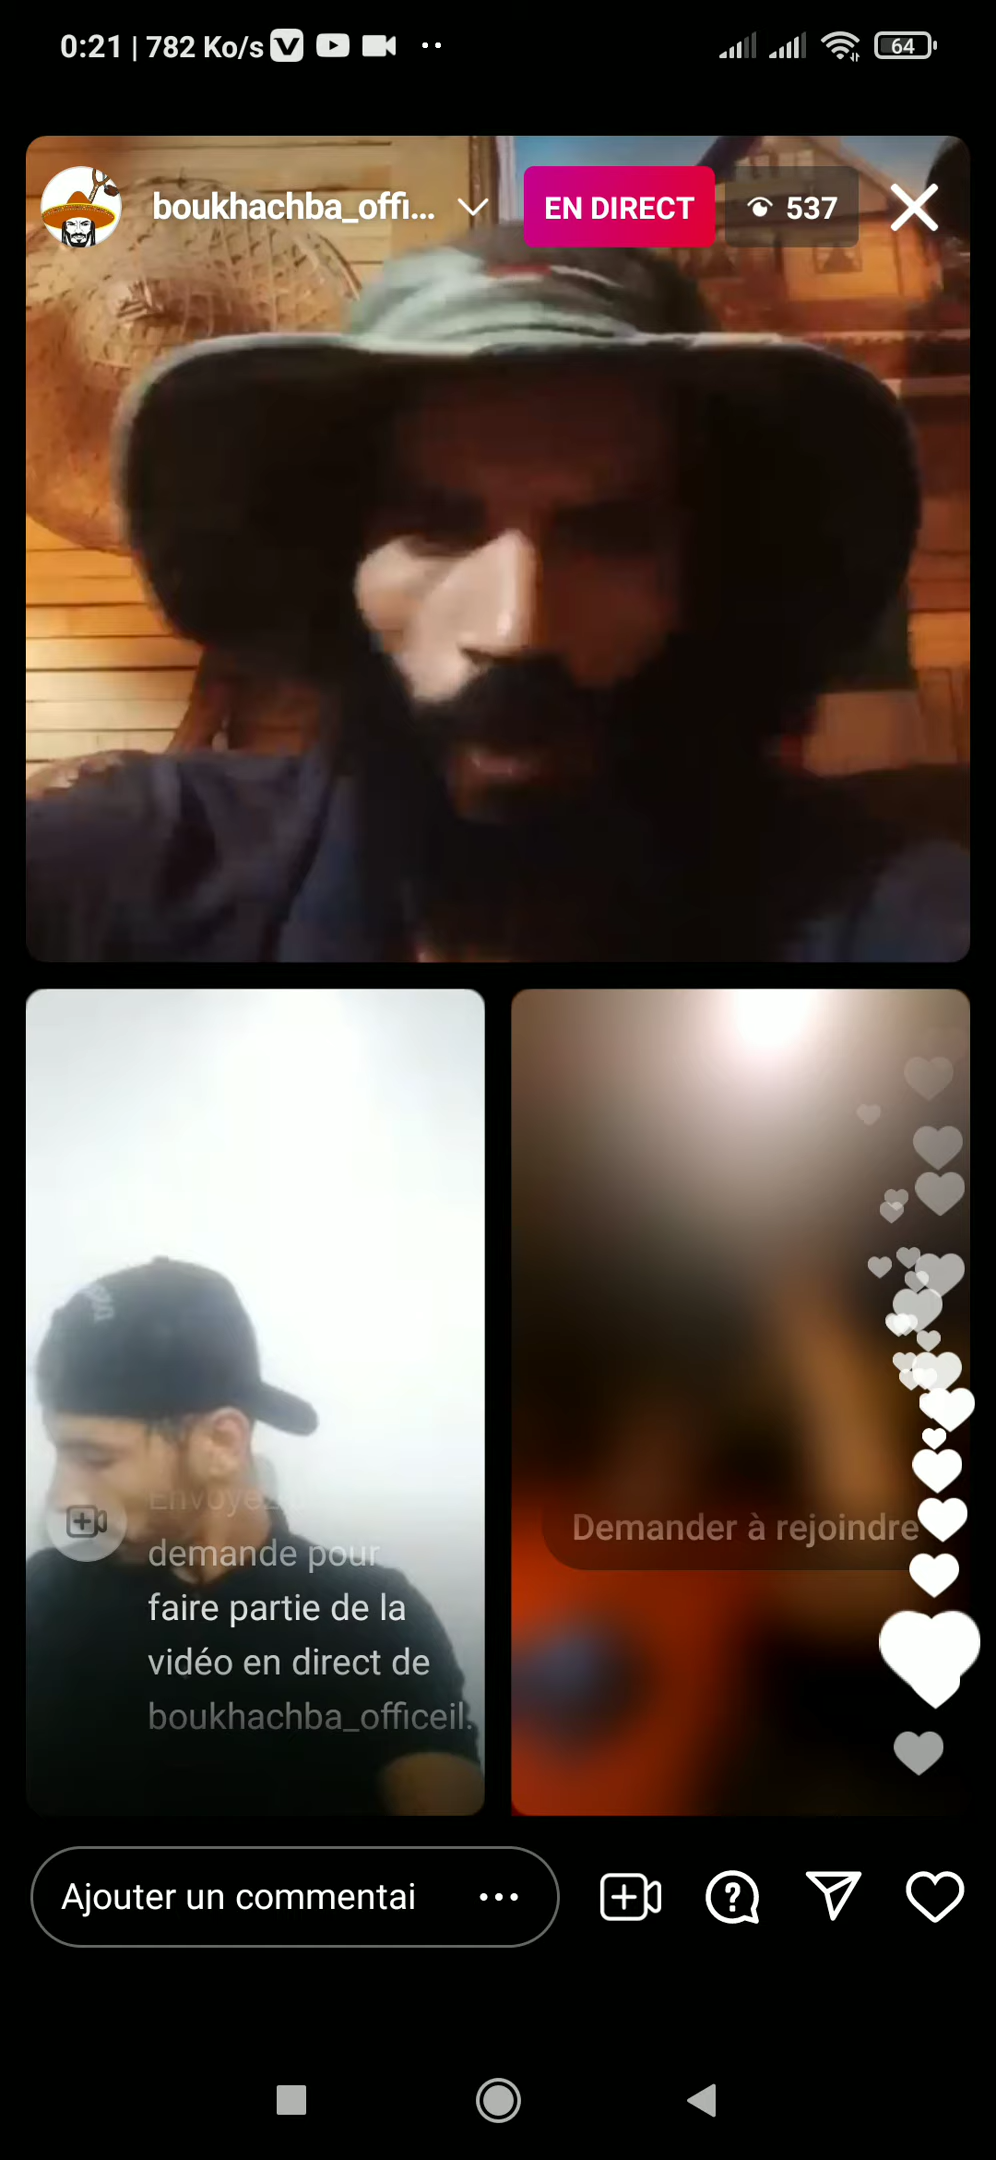 0:21 | 782 Ko/s
64
boukhachba_offi...
EN DIRECT
537
Envoyez
demande pour
faire partie de la
vidéo en direct de
boukhachba_officeil.
Demander à rejoindre
Ajouter un commentai